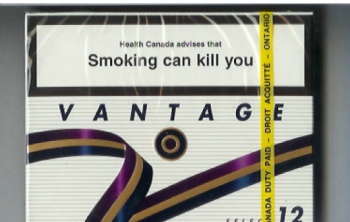 Health Canada advises that
Smoking can kill you
VANTAGE
CANADA DUTY PAID - DROIT ACQUITTÉ - ONTARIO
12